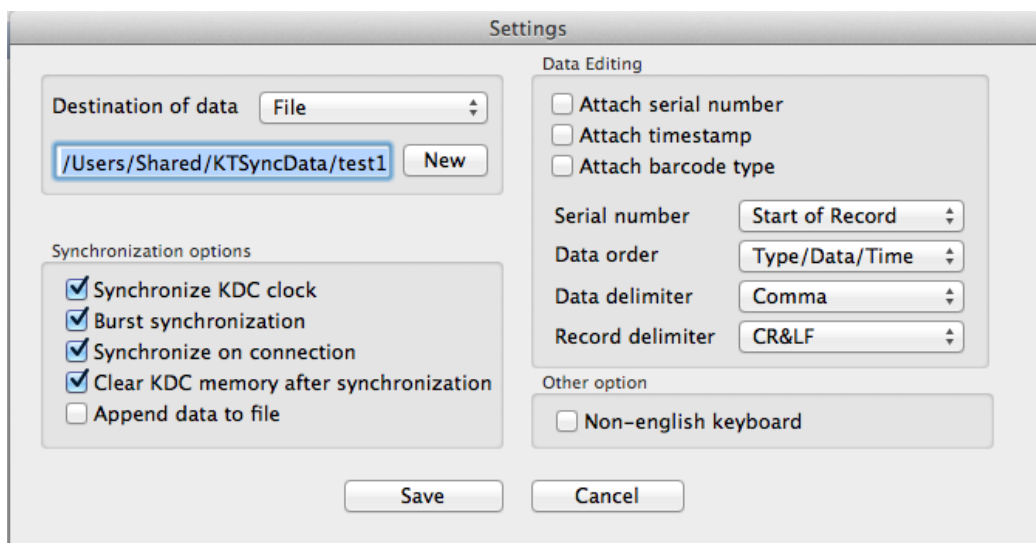 Settings
Destination of data File
/Users/Shared/KTSyncData/test1 New
Synchronization options
Synchronize KDC clock
Burst synchronization
Synchronize on connection
Clear KDC memory after synchronization
Append data to file
Data Editing
Attach serial number
Attach timestamp
Attach barcode type
Serial number Start of Record
Data order Type/Data/Time
Data delimiter Comma
Record delimiter CR&LF
Other option
Non-english keyboard
Save Cancel